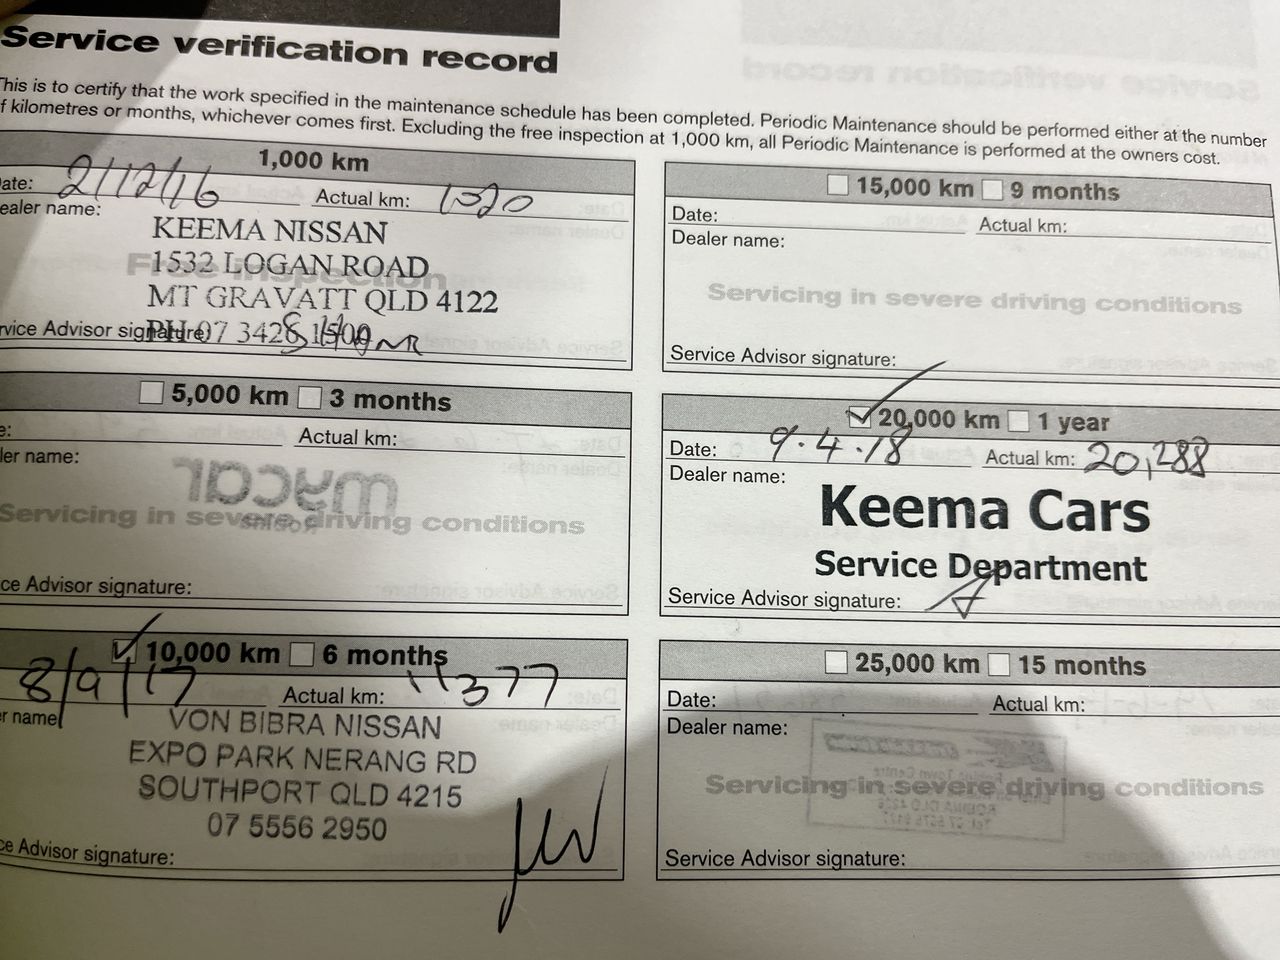 Service verification record
This is to certify that the work specified in the maintenance schedule has been completed. Periodic Maintenance should be performed either at the number
f kilometres or months, whichever comes first. Excluding the free inspection at 1,000 km, all Periodic Maintenance is performed at the owners cost.
1,000 km
ate: 2/12/16 Actual km: 1520
ealer name:
KEEMA NISSAN
1532 LOGAN ROAD
Free inspection
MT GRAVATT QLD 4122
rvice Advisor signature:
PH 07 3428 1500
5,000 km 3 months
e: Actual km:
ler name:
mycar
Servicing in severe driving conditions
ce Advisor signature:
10,000 km 6 months
8/9/17 Actual km: 11377
r name
VON BIBRA NISSAN
EXPO PARK NERANG RD
SOUTHPORT QLD 4215
07 5556 2950
ce Advisor signature:
15,000 km 9 months
Date: Actual km:
Dealer name:
Servicing in severe driving conditions
Service Advisor signature:
20,000 km 1 year
Date: 9.4.18 Actual km: 20,288
Dealer name:
Keema Cars
Service Department
Service Advisor signature:
25,000 km 15 months
Date: Actual km:
Dealer name:
Servicing in severe driving conditions
Service Advisor signature: